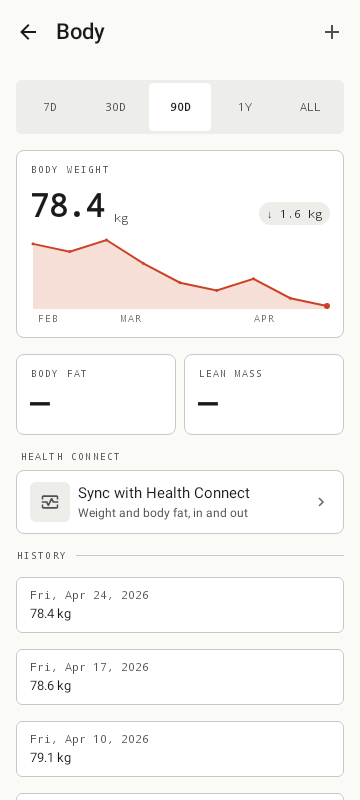 Body
7D 30D 90D 1Y ALL
BODY WEIGHT
78.4 kg
↓ 1.6 kg
FEB MAR APR
BODY FAT
—
LEAN MASS
—
HEALTH CONNECT
Sync with Health Connect
Weight and body fat, in and out
HISTORY
Fri, Apr 24, 2026
78.4 kg
Fri, Apr 17, 2026
78.6 kg
Fri, Apr 10, 2026
79.1 kg